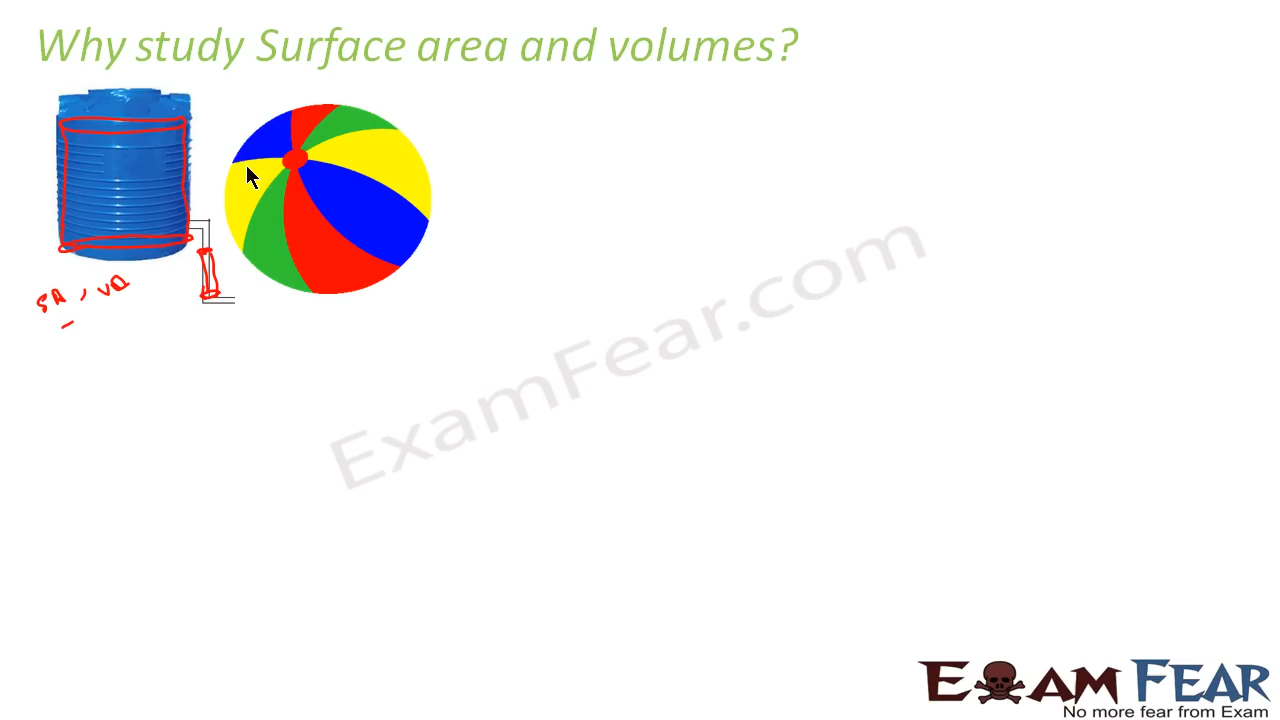 Why study Surface area and volumes?
SA, VO
ExamFear.com
EXAM FEAR
No more fear from Exam